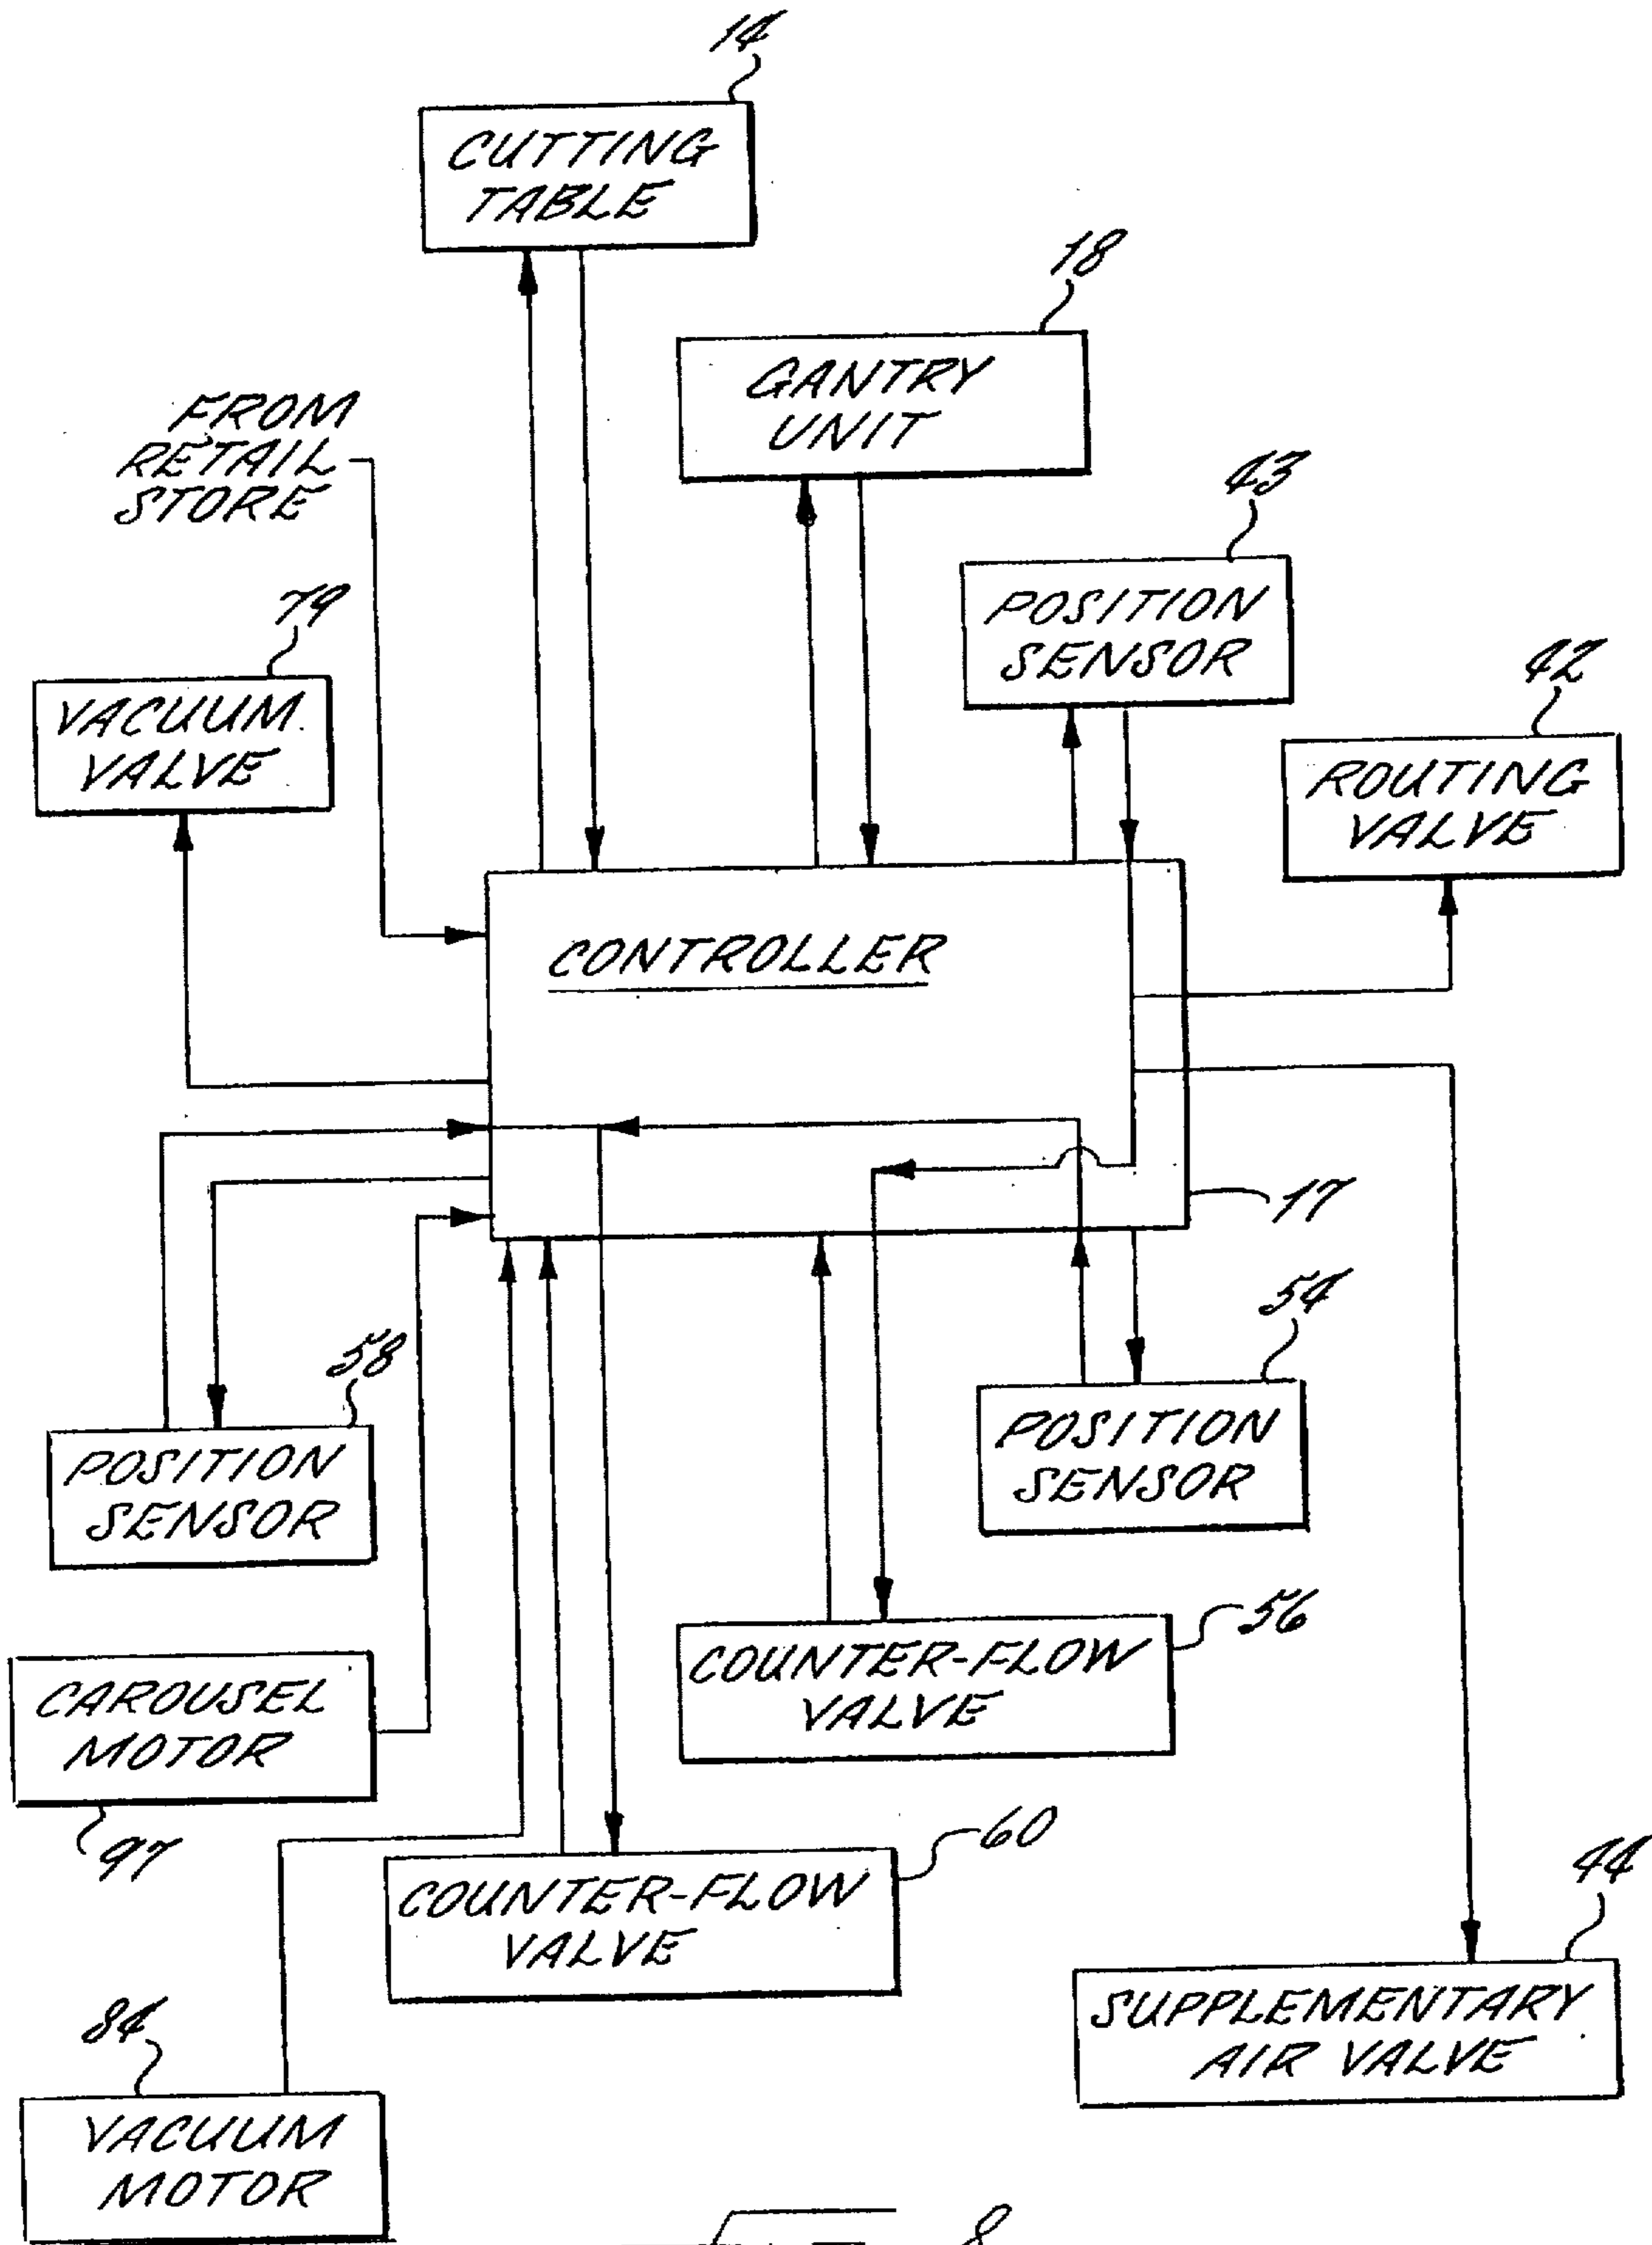 14
CUTTING
TABLE
18
GANTRY
UNIT
FROM
RETAIL
STORE
43
POSITION
SENSOR
79
VACUUM
VALVE
42
ROUTING
VALVE
CONTROLLER
17
54
POSITION
SENSOR
58
POSITION
SENSOR
56
COUNTER-FLOW
VALVE
CAROUSEL
MOTOR
97
60
COUNTER-FLOW
VALVE
44
SUPPLEMENTARY
AIR VALVE
84
VACUUM
MOTOR